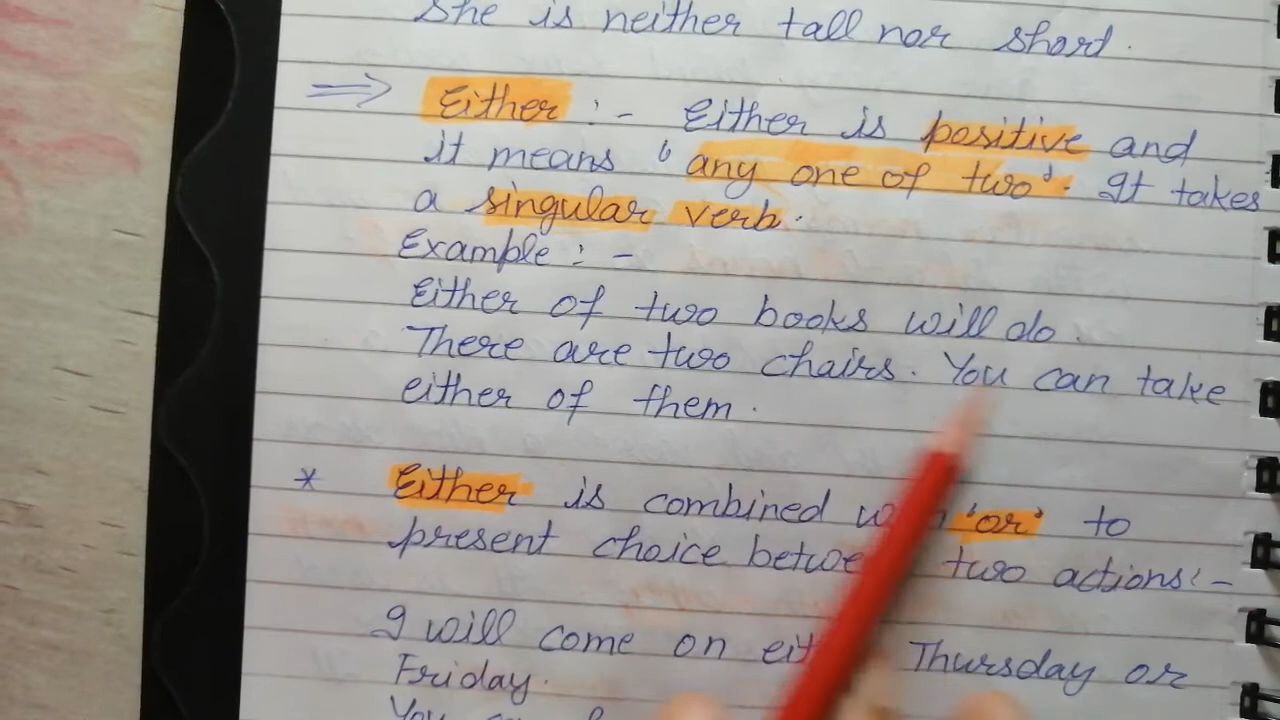 She is neither tall nor short.
⇒ Either :- Either is positive and
it means 'any one of two'. It takes
a singular verb.
Example :-
Either of two books will do.
There are two chairs. You can take
either of them.
* Either is combined 'or' to
present choice two actions:-
I will come on Thursday or
Friday.
You